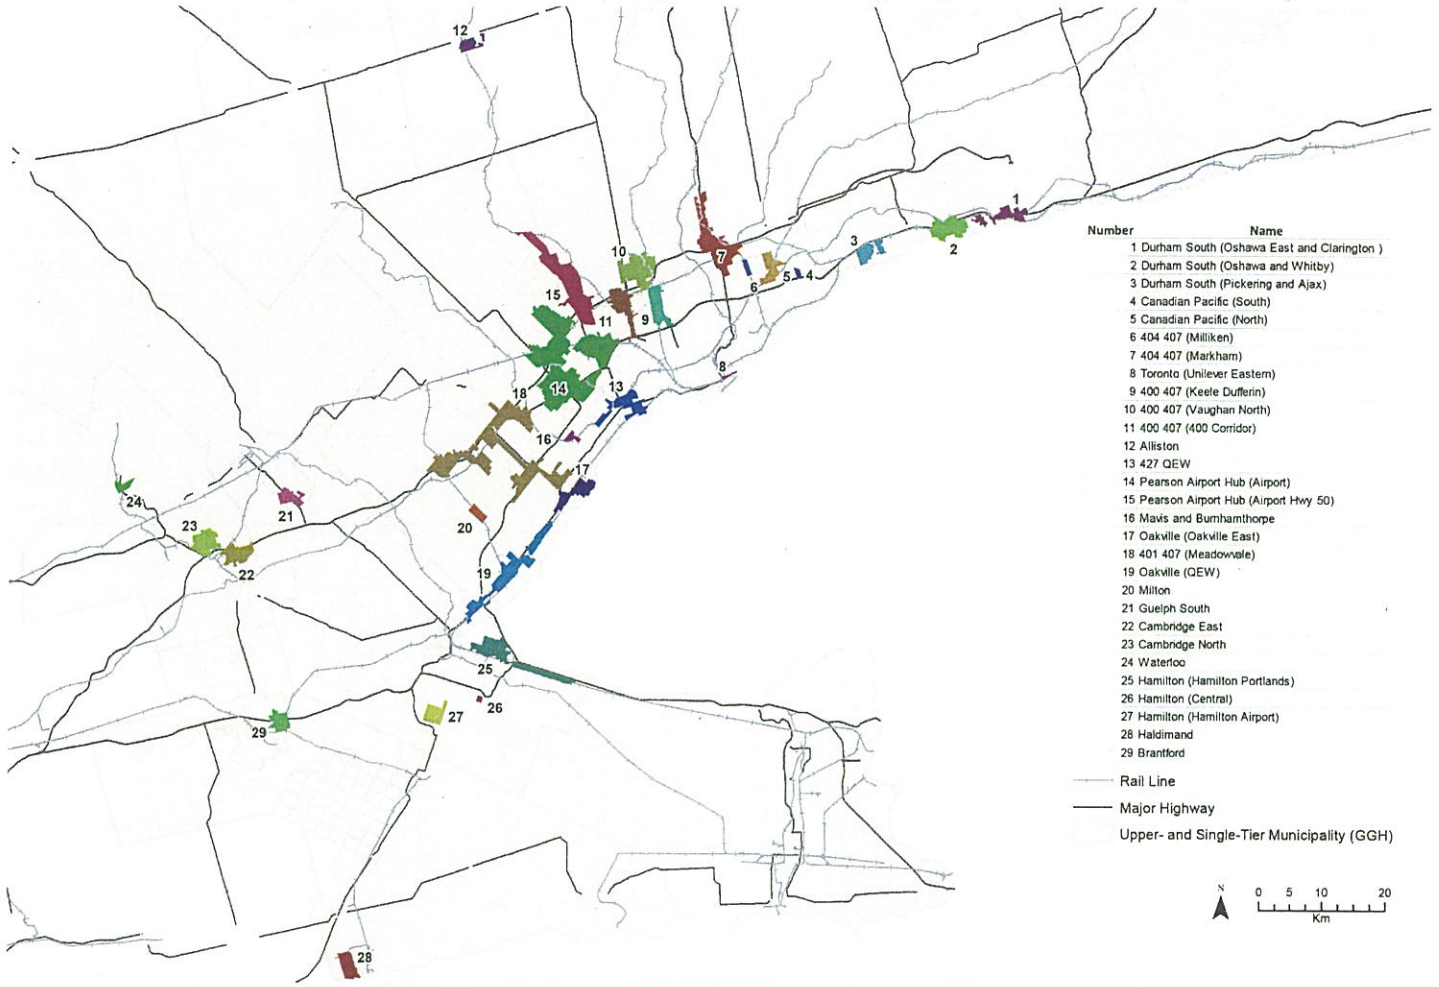 12
1
10
7
3
2
5
4
6
15
11
9
8
14
13
18
16
17
24
21
20
23
22
19
25
26
27
29
28
Number Name
1 Durham South (Oshawa East and Clarington )
2 Durham South (Oshawa and Whitby)
3 Durham South (Pickering and Ajax)
4 Canadian Pacific (South)
5 Canadian Pacific (North)
6 404 407 (Milliken)
7 404 407 (Markham)
8 Toronto (Unilever Eastern)
9 400 407 (Keele Dufferin)
10 400 407 (Vaughan North)
11 400 407 (400 Corridor)
12 Alliston
13 427 QEW
14 Pearson Airport Hub (Airport)
15 Pearson Airport Hub (Airport Hwy 50)
16 Mavis and Burnhamthorpe
17 Oakville (Oakville East)
18 401 407 (Meadowvale)
19 Oakville (QEW)
20 Milton
21 Guelph South
22 Cambridge East
23 Cambridge North
24 Waterloo
25 Hamilton (Hamilton Portlands)
26 Hamilton (Central)
27 Hamilton (Hamilton Airport)
28 Haldimand
29 Brantford
Rail Line
Major Highway
Upper- and Single-Tier Municipality (GGH)
N
0 5 10 20
Km